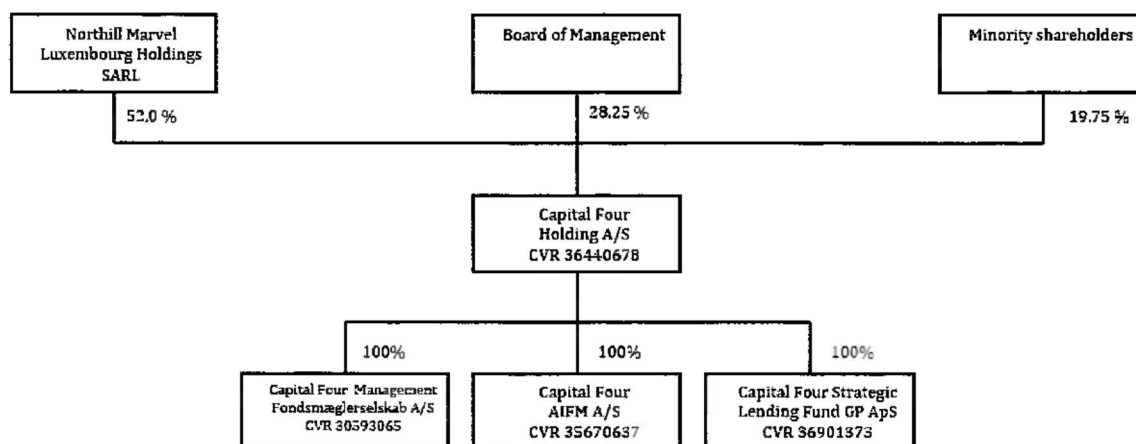 Northill Marvel
Luxembourg Holdings
SARL
Board of Management
Minority shareholders
52.0 %
28.25 %
19.75 %
Capital Four
Holding A/S
CVR 36440678
100%
100%
100%
Capital Four Management
Fondsmæglerselskab A/S
CVR 30593065
Capital Four
AIFM A/S
CVR 35670637
Capital Four Strategic
Lending Fund GP ApS
CVR 36901373